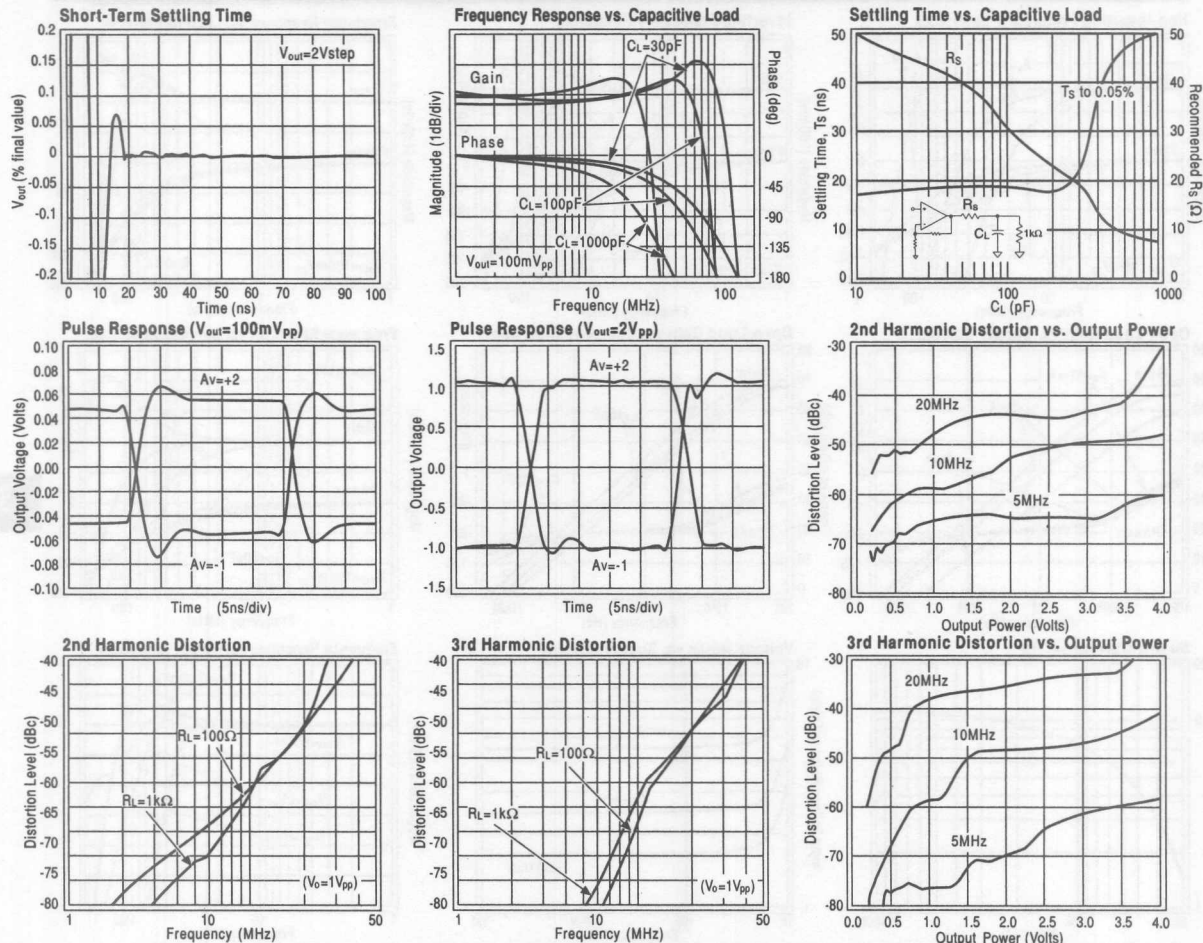 Short-Term Settling Time
0.2
0.15
0.1
0.05
0
-0.05
-0.1
-0.15
-0.2
Vout (% final value)
Vout=2Vstep
0 10 20 30 40 50 60 70 80 90 100
Time (ns)
Frequency Response vs. Capacitive Load
Magnitude (1dB/div)
Phase (deg)
CL=30pF
Gain
Phase
CL=100pF
CL=1000pF
Vout=100mVpp
0
-45
-90
-135
-180
1 10 100
Frequency (MHz)
Settling Time vs. Capacitive Load
50
40
30
20
10
0
Settling Time, Ts (ns)
Rs
Ts to 0.05%
Rs
CL
1kΩ
50
40
30
20
10
0
Recommended Rs (Ω)
10 100 1000
CL (pF)
Pulse Response (Vout=100mVpp)
0.10
0.08
0.06
0.04
0.02
0.00
-0.02
-0.04
-0.06
-0.08
-0.10
Output Voltage (Volts)
Av=+2
Av=-1
Time (5ns/div)
Pulse Response (Vout=2Vpp)
1.5
1.0
0.5
0.0
-0.5
-1.0
-1.5
Output Voltage
Av=+2
Av=-1
Time (5ns/div)
2nd Harmonic Distortion vs. Output Power
-30
-40
-50
-60
-70
-80
Distortion Level (dBc)
20MHz
10MHz
5MHz
0.0 0.5 1.0 1.5 2.0 2.5 3.0 3.5 4.0
Output Power (Volts)
2nd Harmonic Distortion
-40
-45
-50
-55
-60
-65
-70
-75
-80
Distortion Level (dBc)
RL=100Ω
RL=1kΩ
(Vo=1Vpp)
1 10 50
Frequency (MHz)
3rd Harmonic Distortion
-40
-45
-50
-55
-60
-65
-70
-75
-80
Distortion Level (dBc)
RL=100Ω
RL=1kΩ
(Vo=1Vpp)
1 10 50
Frequency (MHz)
3rd Harmonic Distortion vs. Output Power
-30
-40
-50
-60
-70
-80
Distortion Level (dBc)
20MHz
10MHz
5MHz
0.0 0.5 1.0 1.5 2.0 2.5 3.0 3.5 4.0
Output Power (Volts)